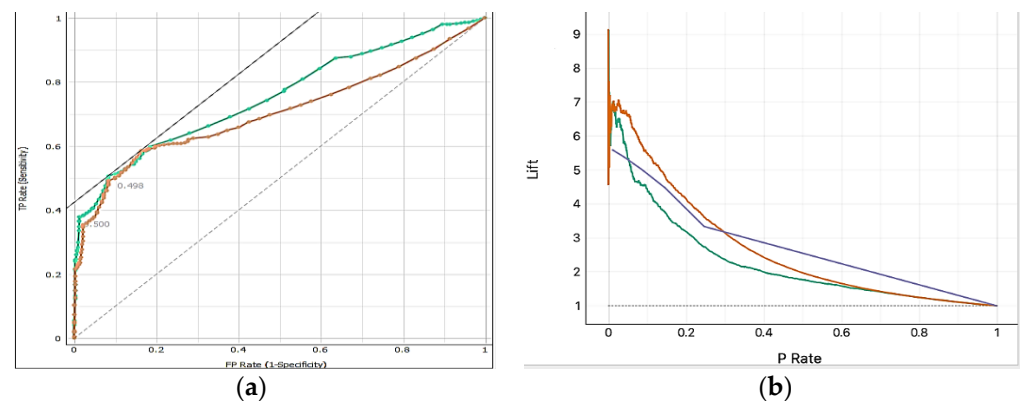 1
0.8
0.6
0.4
0.2
0
TP Rate (Sensitivity)
0.498
0.500
0 0.2 0.4 0.6 0.8 1
FP Rate (1-Specificity)
(a)
9
8
7
6
5
4
3
2
1
Lift
0 0.2 0.4 0.6 0.8 1
P Rate
(b)